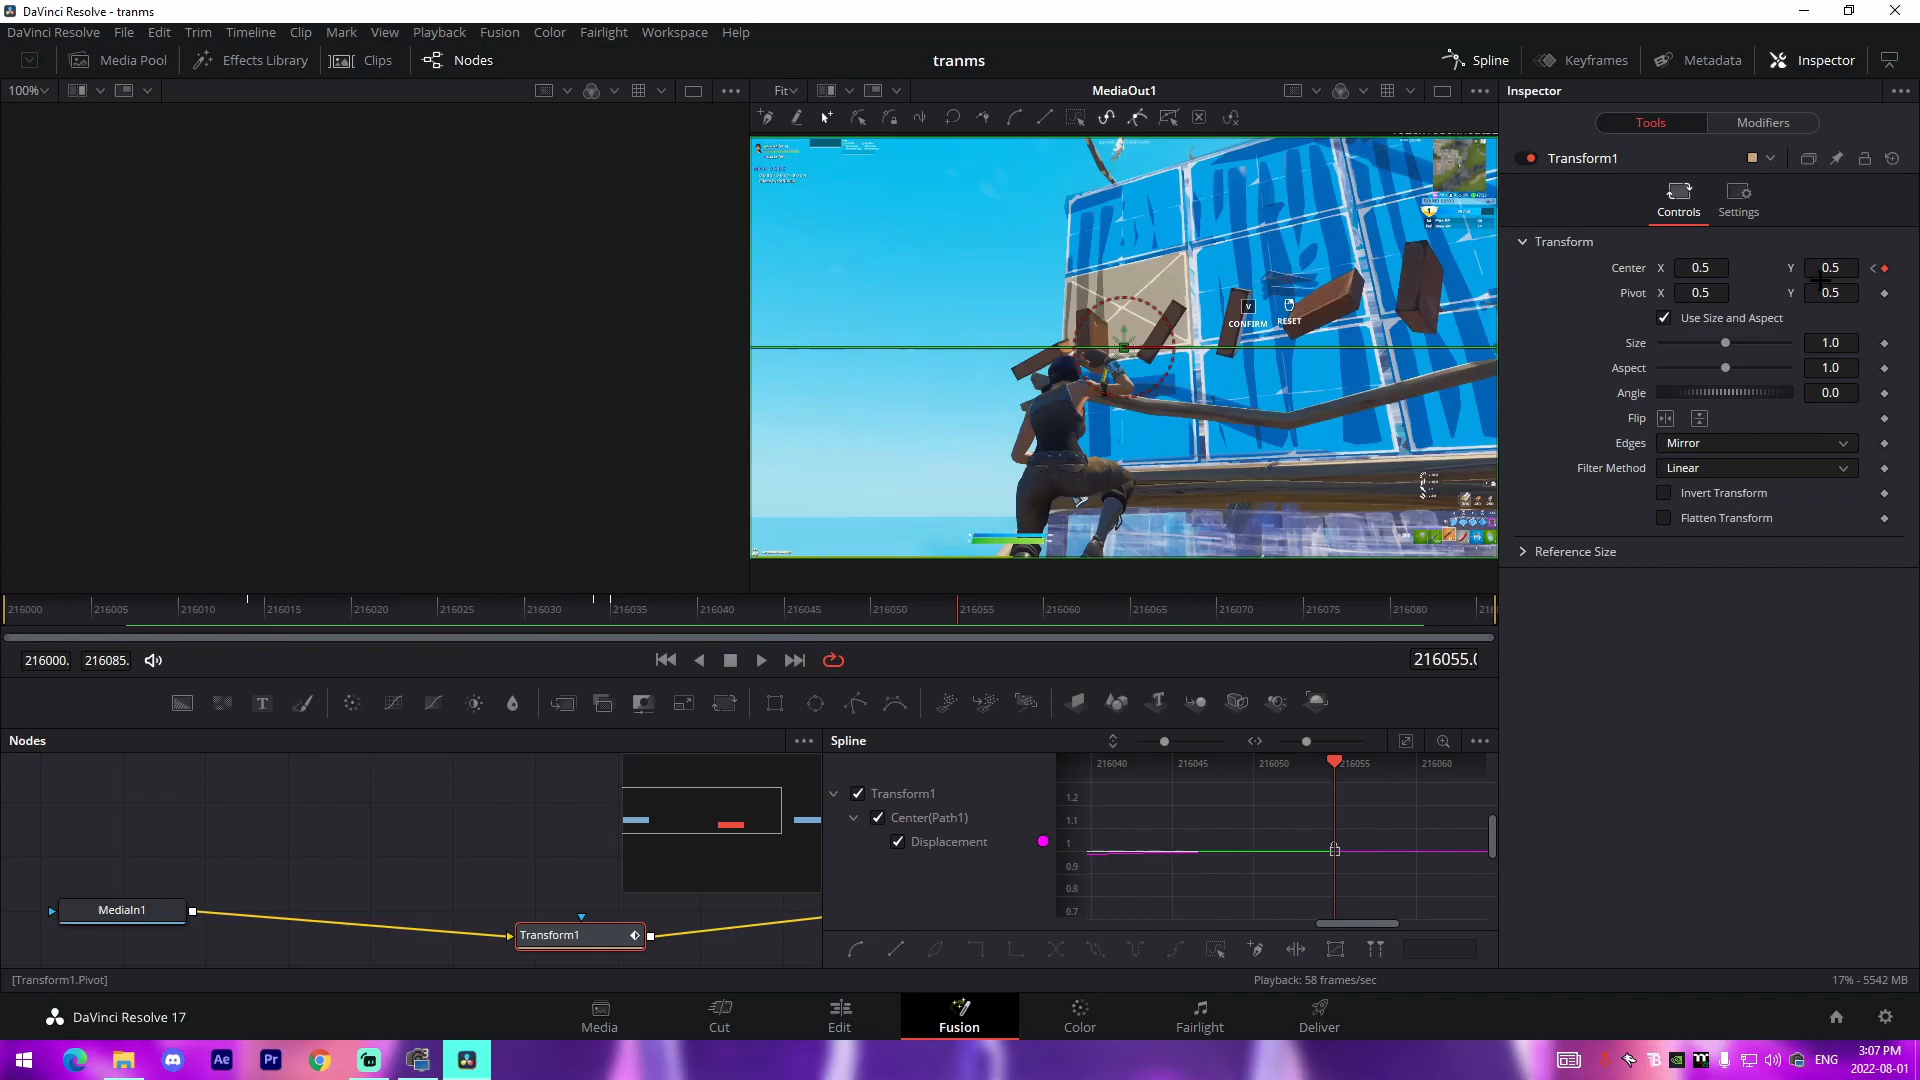 DaVinci Resolve - tranms
DaVinci Resolve File Edit Trim Timeline Clip Mark View Playback Fusion Color Fairlight Workspace Help
Media Pool Effects Library Clips Nodes tranms Spline Keyframes Metadata Inspector
100% Fit MediaOut1 Inspector
Tools Modifiers
Transform1
Controls Settings
Transform
Center X 0.5 Y 0.5
Pivot X 0.5 Y 0.5
Use Size and Aspect
Size 1.0
Aspect 1.0
Angle 0.0
Flip
Edges Mirror
Filter Method Linear
Invert Transform
Flatten Transform
Reference Size
V
CONFIRM RESET
216000 216005 216010 216015 216020 216025 216030 216035 216040 216045 216050 216055 216060 216065 216070 216075 216080
216000. 216085. 216055.0
Nodes Spline
216040 216045 216050 216055 216060
Transform1
Center(Path1)
Displacement
1.2
1.1
1
0.9
0.8
0.7
MediaIn1
Transform1
[Transform1.Pivot] Playback: 58 frames/sec 17% - 5542 MB
DaVinci Resolve 17 Media Cut Edit Fusion Color Fairlight Deliver
Ae Pr ENG 3:07 PM
2022-08-01